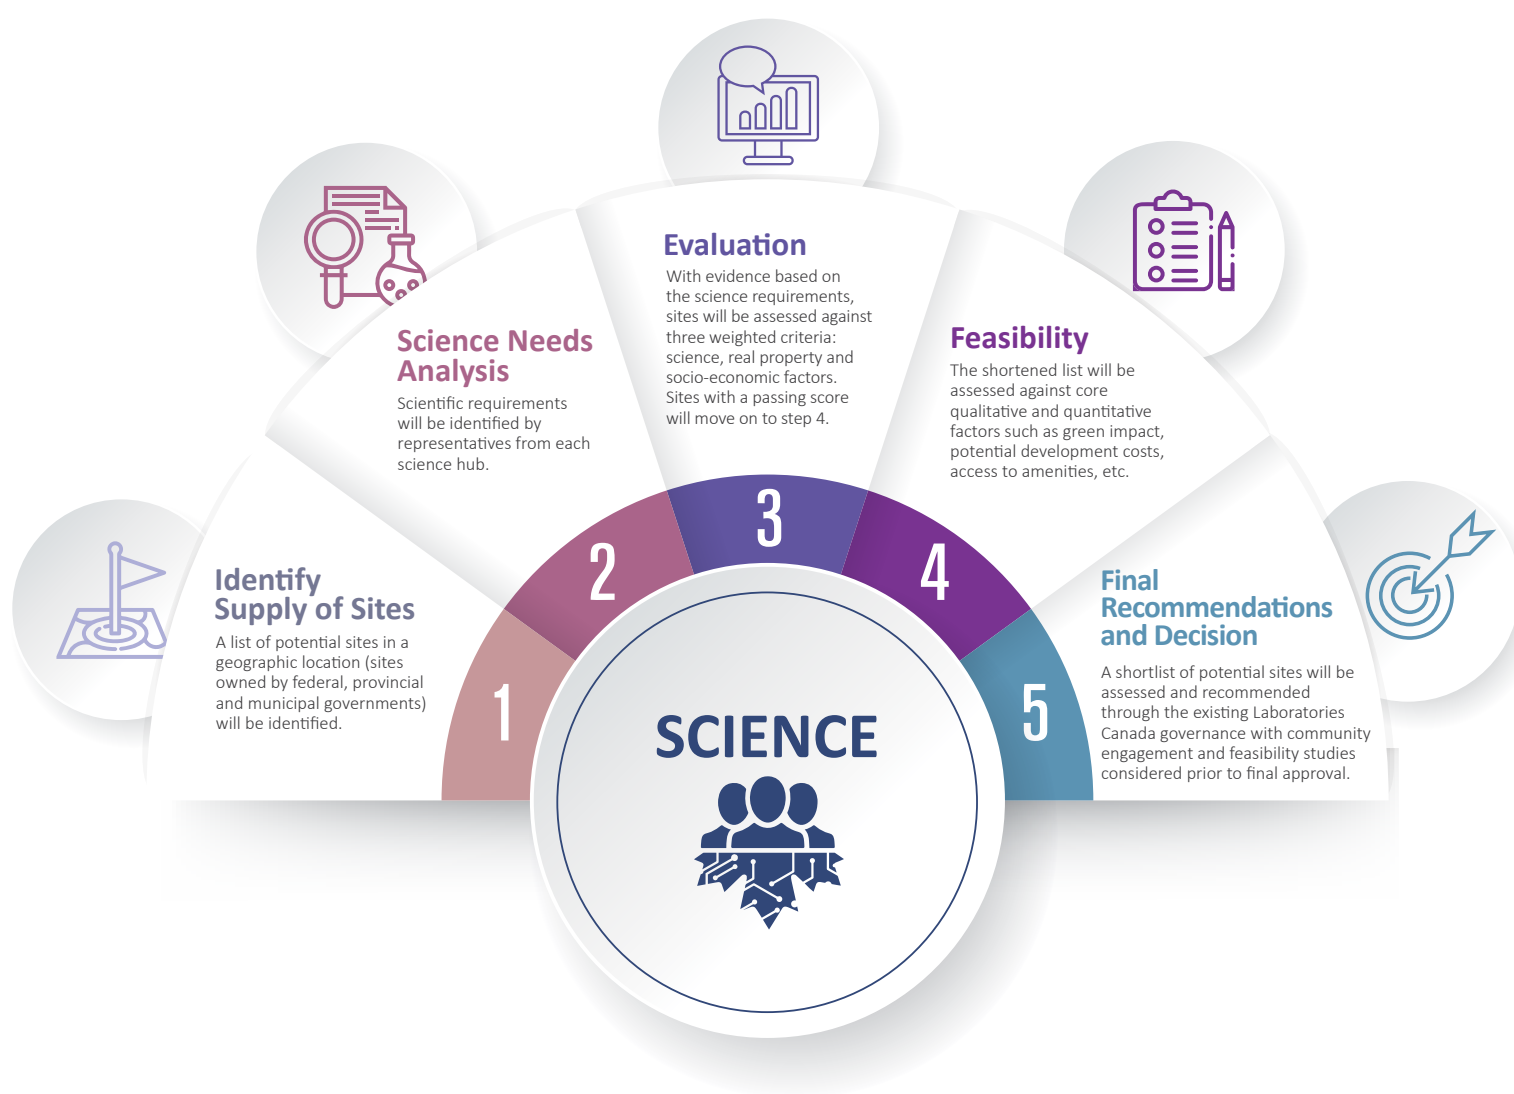 Identify
Supply of Sites
A list of potential sites in a
geographic location (sites
owned by federal, provincial
and municipal governments)
will be identified.
1
Science Needs
Analysis
Scientific requirements
will be identified by
representatives from each
science hub.
2
Evaluation
With evidence based on
the science requirements,
sites will be assessed against
three weighted criteria:
science, real property and
socio-economic factors.
Sites with a passing score
will move on to step 4.
3
Feasibility
The shortened list will be
assessed against core
qualitative and quantitative
factors such as green impact,
potential development costs,
access to amenities, etc.
4
Final
Recommendations
and Decision
A shortlist of potential sites will be
assessed and recommended
through the existing Laboratories
Canada governance with community
engagement and feasibility studies
considered prior to final approval.
5
SCIENCE